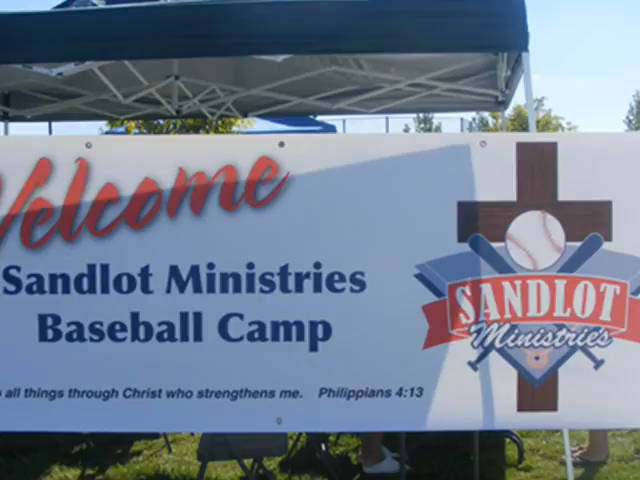 Welcome
Sandlot Ministries
Baseball Camp
all things through Christ who strengthens me. Philippians 4:13
SANDLOT
Ministries